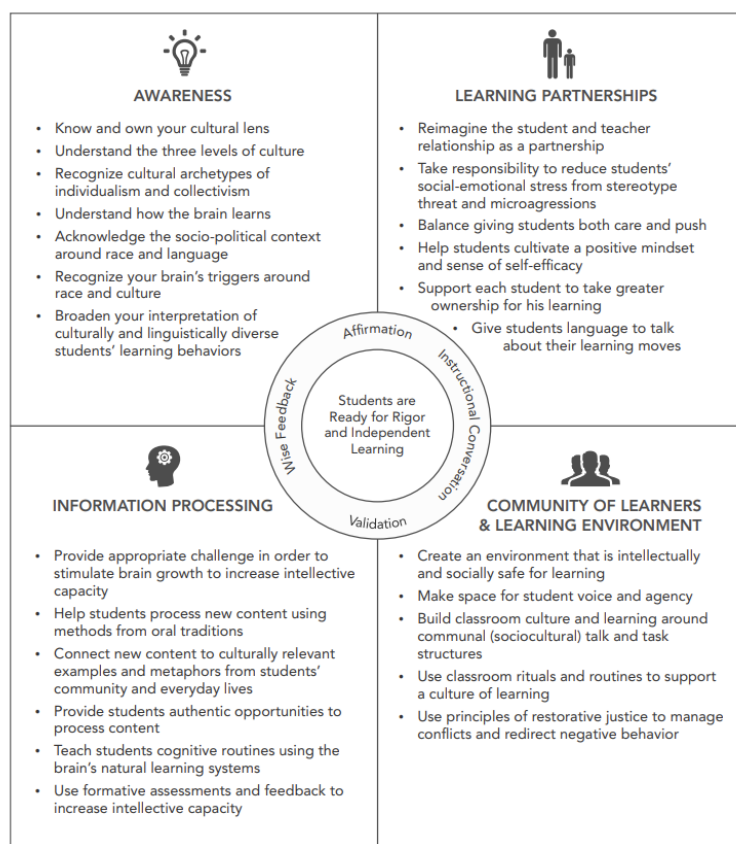 AWARENESS
• Know and own your cultural lens
• Understand the three levels of culture
• Recognize cultural archetypes of
individualism and collectivism
• Understand how the brain learns
• Acknowledge the socio-political context
around race and language
• Recognize your brain's triggers around
race and culture
• Broaden your interpretation of
culturally and linguistically diverse
students' learning behaviors
LEARNING PARTNERSHIPS
• Reimagine the student and teacher
relationship as a partnership
• Take responsibility to reduce students'
social-emotional stress from stereotype
threat and microagressions
• Balance giving students both care and push
• Help students cultivate a positive mindset
and sense of self-efficacy
• Support each student to take greater
ownership for his learning
• Give students language to talk
about their learning moves
Affirmation
Instructional Conversation
Validation
Wise Feedback
Students are
Ready for Rigor
and Independent
Learning
INFORMATION PROCESSING
• Provide appropriate challenge in order to
stimulate brain growth to increase intellective
capacity
• Help students process new content using
methods from oral traditions
• Connect new content to culturally relevant
examples and metaphors from students'
community and everyday lives
• Provide students authentic opportunities to
process content
• Teach students cognitive routines using the
brain's natural learning systems
• Use formative assessments and feedback to
increase intellective capacity
COMMUNITY OF LEARNERS
& LEARNING ENVIRONMENT
• Create an environment that is intellectually
and socially safe for learning
• Make space for student voice and agency
• Build classroom culture and learning around
communal (sociocultural) talk and task
structures
• Use classroom rituals and routines to support
a culture of learning
• Use principles of restorative justice to manage
conflicts and redirect negative behavior